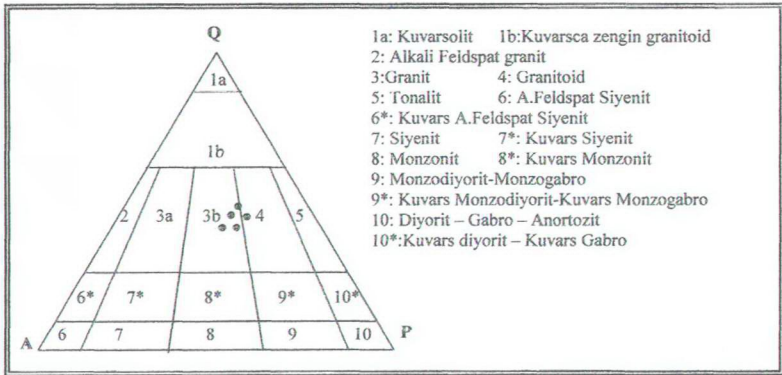 Q
1a
1b
2 3a 3b 4 5
6* 7* 8* 9* 10*
A 6 7 8 9 10 P
1a: Kuvarsolit 1b:Kuvarsca zengin granitoid
2: Alkali Feldspat granit
3:Granit 4: Granitoid
5: Tonalit 6: A.Feldspat Siyenit
6*: Kuvars A.Feldspat Siyenit
7: Siyenit 7*: Kuvars Siyenit
8: Monzonit 8*: Kuvars Monzonit
9: Monzodiyorit-Monzogabro
9*: Kuvars Monzodiyorit-Kuvars Monzogabro
10: Diyorit – Gabro – Anortozit
10*:Kuvars diyorit – Kuvars Gabro